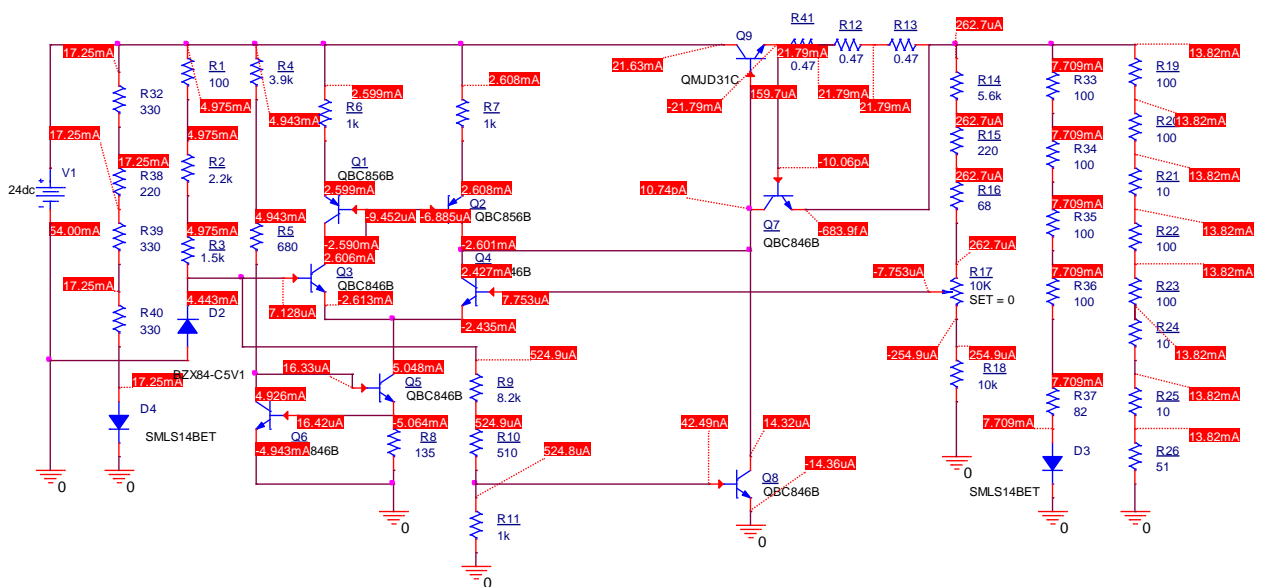 262.7uA
Q9
R41
R12
R13
17.25mA
21.63mA
21.79mA
0.47
0.47
0.47
13.82mA
R1
100
R4
3.9k
QMJD31C
7.709mA
R19
100
2.608mA
R14
5.6k
R33
100
2.599mA
-21.79mA
159.7uA
21.79mA
21.79mA
R32
330
4.975mA
4.943mA
R6
1k
R7
1k
262.7uA
13.82mA
17.25mA
4.975mA
7.709mA
R20
100
R15
220
R34
100
17.25mA
R38
220
R2
2.2k
Q1
QBC856B
-10.06pA
V1
24dc
262.7uA
R21
10
13.82mA
2.599mA
2.608mA
R16
68
10.74pA
7.709mA
13.82mA
54.00mA
4.943mA
-9.452uA
-6.885uA
Q2
QBC856B
Q7
QBC846B
-683.9fA
R35
100
R22
100
R39
330
4.975mA
R3
1.5k
R5
680
-2.590mA
-2.601mA
262.7uA
13.82mA
2.606mA
Q3
QBC846B
Q4
2.427mA
46B
-7.753uA
R17
10K
SET = 0
7.709mA
R36
100
R23
100
17.25mA
4.443mA
D2
7.128uA
-2.613mA
7.753uA
R40
330
-2.435mA
R24
10
-254.9uA
254.9uA
13.82mA
BZX84-C5V1
16.33uA
5.048mA
524.9uA
R18
10k
17.25mA
Q5
QBC846B
R9
8.2k
7.709mA
R37
82
13.82mA
R25
10
D4
SMLS14BET
4.926mA
16.42uA
-5.064mA
524.9uA
42.49nA
14.32uA
7.709mA
13.82mA
Q6
-4.943mA
846B
R8
135
R10
510
524.8uA
-14.36uA
D3
SMLS14BET
R26
51
Q8
QBC846B
0
0
0
R11
1k
0
0
0
0
0